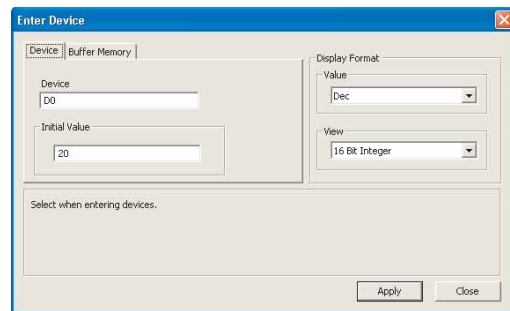 Enter Device
Device
Buffer Memory
Device
D0
Initial Value
20
Display Format
Value
Dec
View
16 Bit Integer
Select when entering devices.
Apply
Close